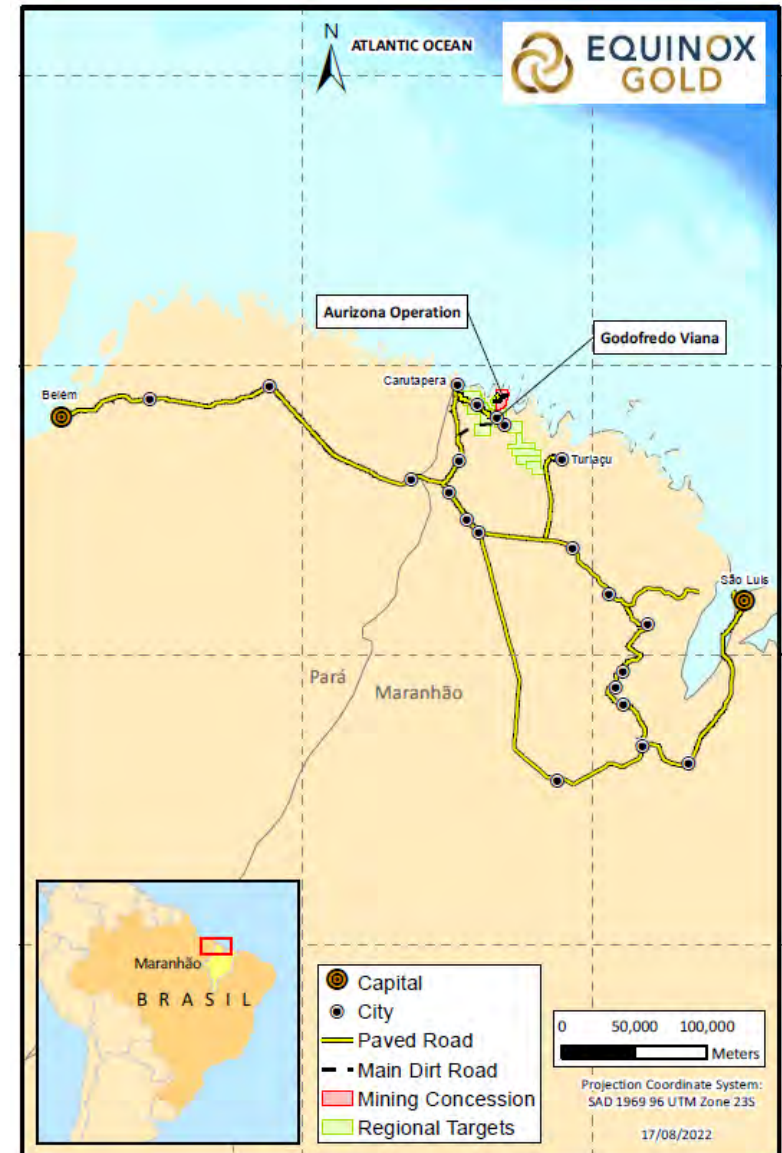 N
ATLANTIC OCEAN
EQUINOX
GOLD
Aurizona Operation
Godofredo Viana
Carutapera
Belém
Turiaçu
São Luis
Pará
Maranhão
Maranhão
BRASIL
Capital
City
Paved Road
Main Dirt Road
Mining Concession
Regional Targets
0 50,000 100,000
Meters
Projection Coordinate System:
SAD 1969 96 UTM Zone 23S
17/08/2022